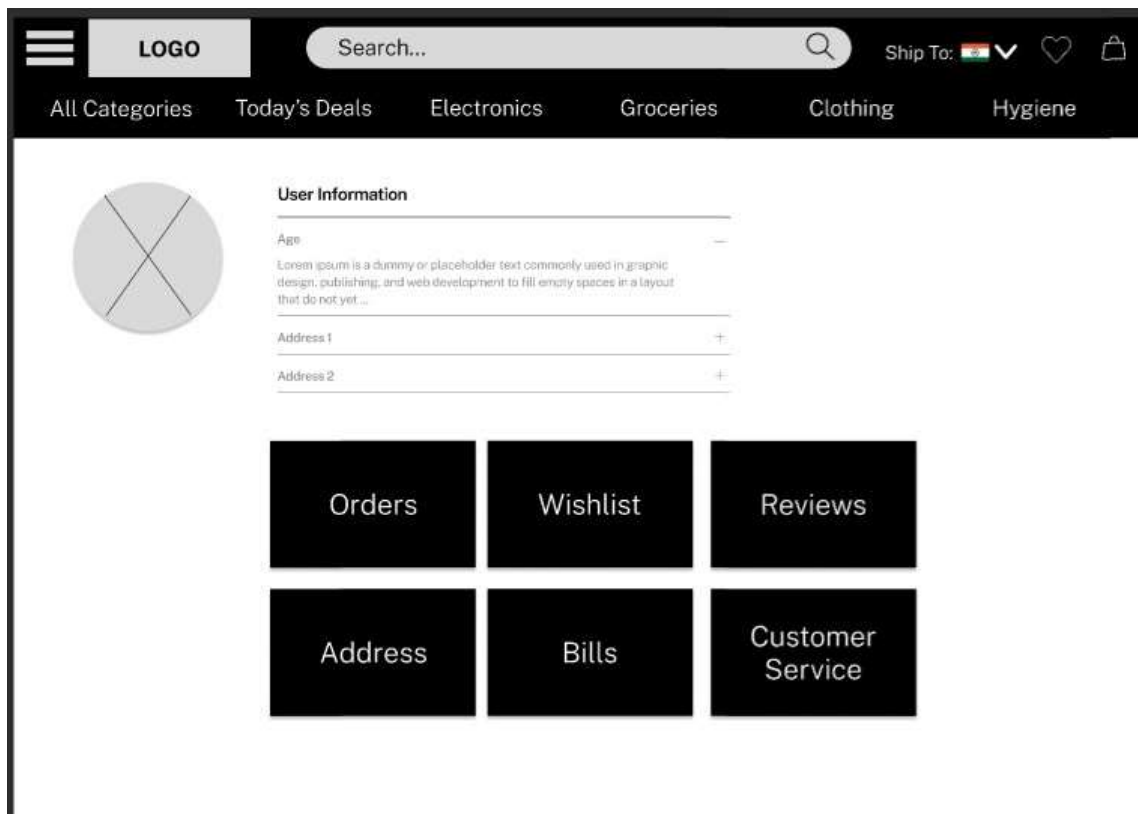 LOGO
Search...
Ship To:
All Categories Today's Deals Electronics Groceries Clothing Hygiene
User Information
Age
Lorem ipsum is a dummy or placeholder text commonly used in graphic
design, publishing, and web development to fill empty spaces in a layout
that do not yet ...
Address 1
Address 2
Orders Wishlist Reviews
Address Bills Customer
Service